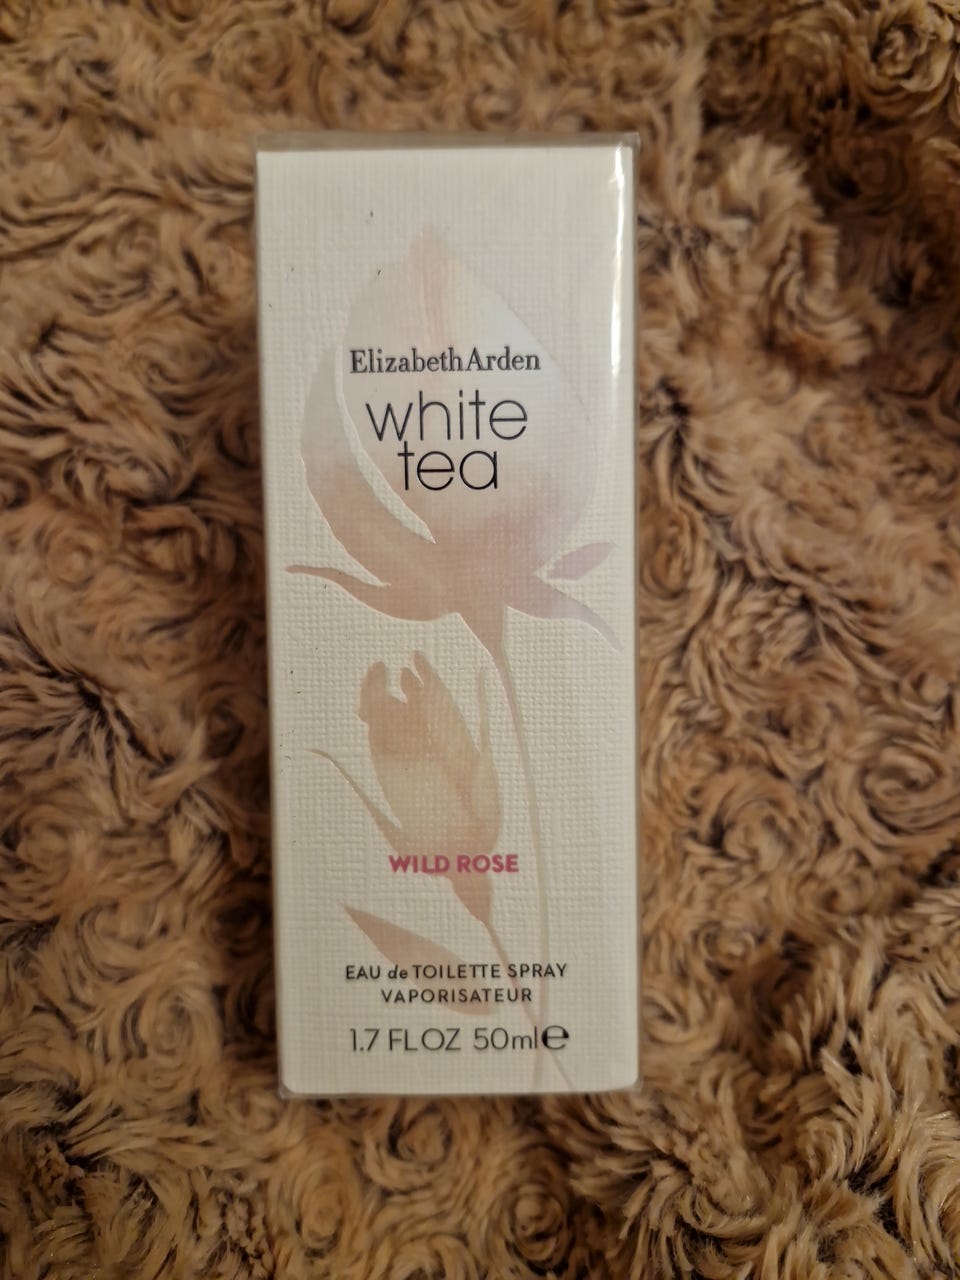 ElizabethArden
white
tea
WILD ROSE
EAU de TOILETTE SPRAY
VAPORISATEUR
1.7 FL OZ 50ml℮